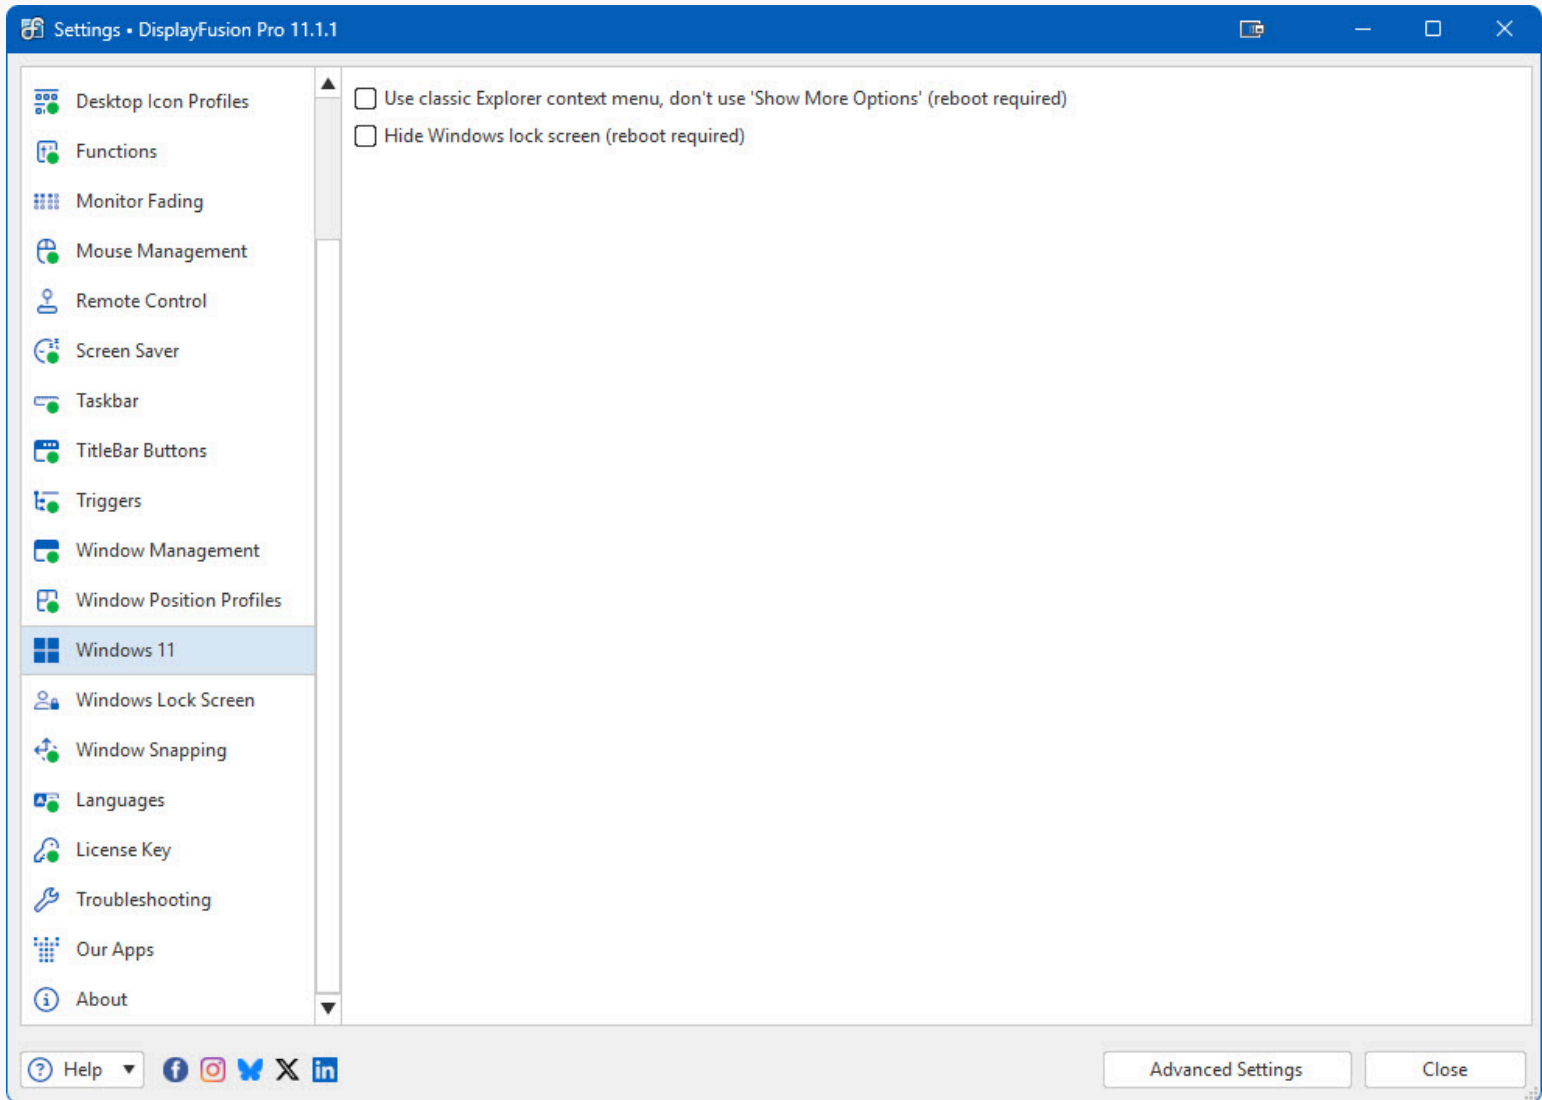 Settings • DisplayFusion Pro 11.1.1
Desktop Icon Profiles
Functions
Monitor Fading
Mouse Management
Remote Control
Screen Saver
Taskbar
TitleBar Buttons
Triggers
Window Management
Window Position Profiles
Windows 11
Windows Lock Screen
Window Snapping
Languages
License Key
Troubleshooting
Our Apps
About
Use classic Explorer context menu, don't use 'Show More Options' (reboot required)
Hide Windows lock screen (reboot required)
Help
Advanced Settings
Close